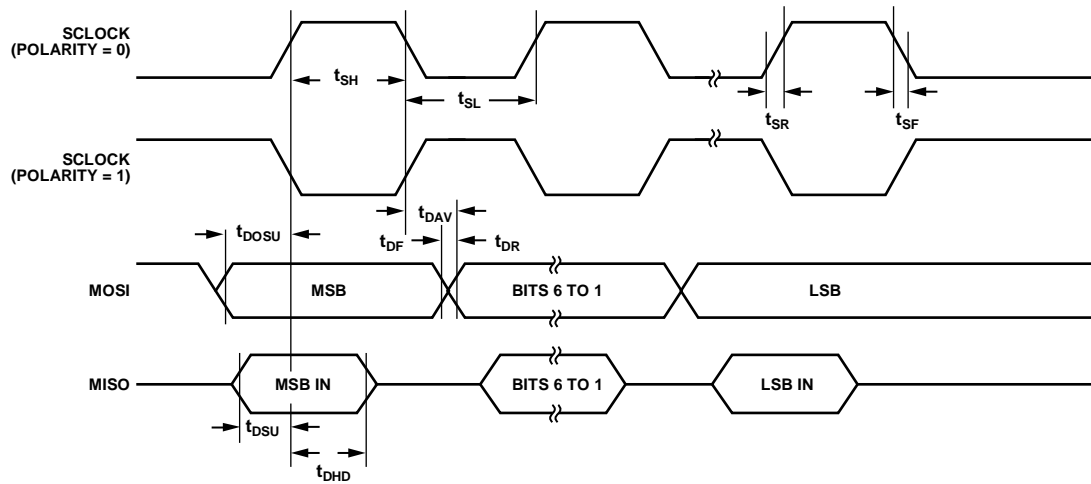 SCLOCK
(POLARITY = 0)
tSH
tSL
tSR
tSF
SCLOCK
(POLARITY = 1)
tDAV
tDOSU
tDF
tDR
MOSI
MSB
BITS 6 TO 1
LSB
MISO
MSB IN
BITS 6 TO 1
LSB IN
tDSU
tDHD